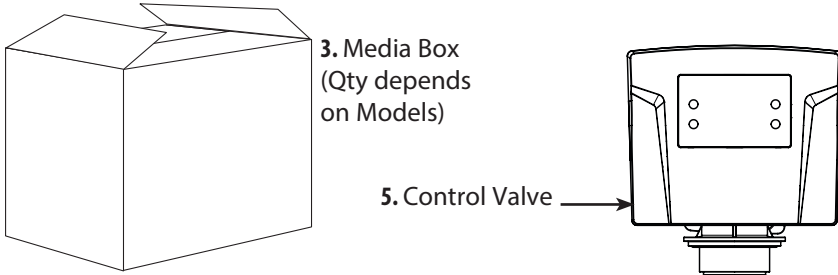 3. Media Box
(Qty depends
on Models)
5. Control Valve